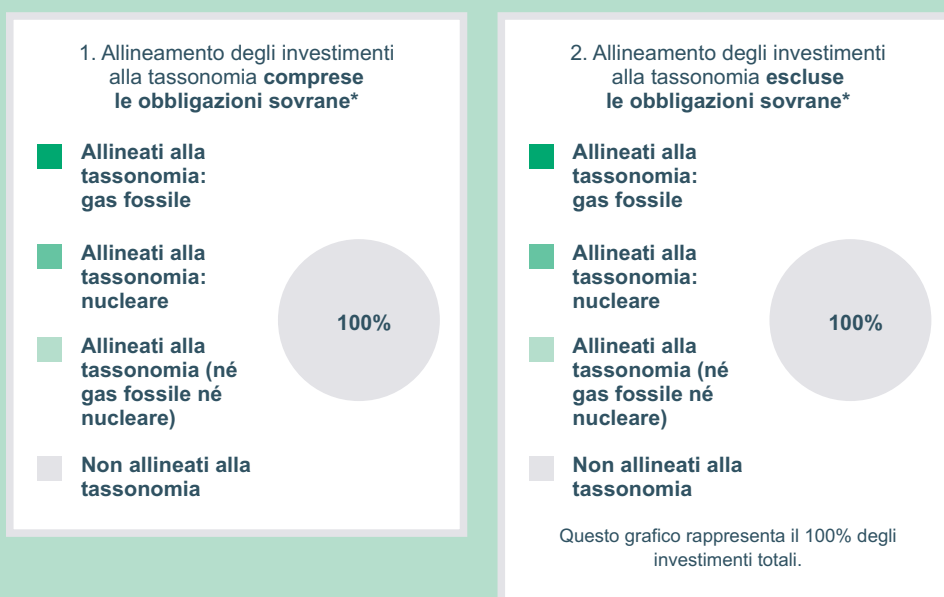 1. Allineamento degli investimenti
alla tassonomia comprese
le obbligazioni sovrane*
Allineati alla
tassonomia:
gas fossile
Allineati alla
tassonomia:
nucleare
Allineati alla
tassonomia (né
gas fossile né
nucleare)
Non allineati alla
tassonomia
100%
2. Allineamento degli investimenti
alla tassonomia escluse
le obbligazioni sovrane*
Allineati alla
tassonomia:
gas fossile
Allineati alla
tassonomia:
nucleare
Allineati alla
tassonomia (né
gas fossile né
nucleare)
Non allineati alla
tassonomia
100%
Questo grafico rappresenta il 100% degli
investimenti totali.